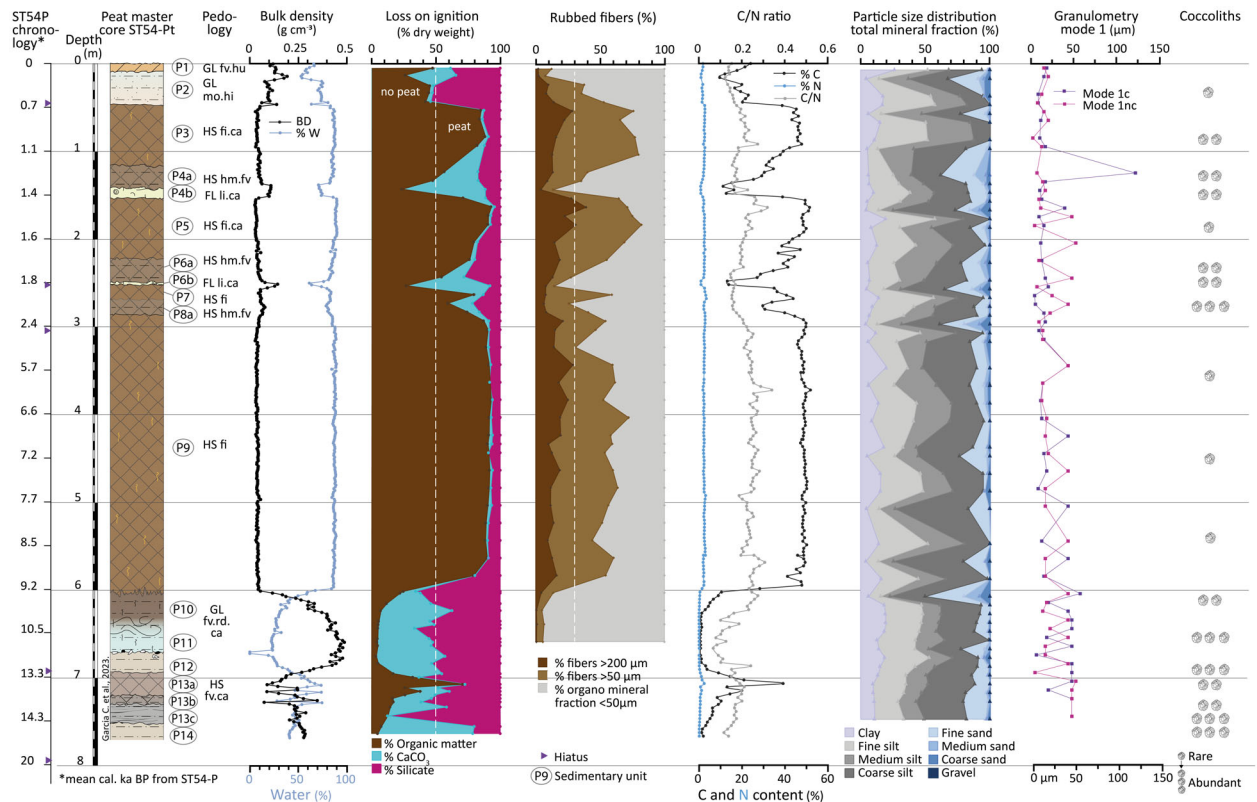 ST54P chro-nology*
Depth (m)
Peat master core ST54-Pt
Pedo-logy
Bulk density (g cm⁻³)
0 0.25 0.5
Loss on ignition (% dry weight)
0 50 100
Rubbed fibers (%)
0 50 100
C/N ratio
0 20 40 60
Particle size distribution total mineral fraction (%)
0 50 100
Granulometry mode 1 (µm)
0 50 100 150
Coccoliths
0
0.7
1.1
1.4
1.6
1.8
2.4
5.7
6.6
7.2
7.7
8.5
9.2
10.5
13.3
14.3
20
0
1
2
3
4
5
6
7
8
P1
P2
P3
P4a
P4b
P5
P6a
P6b
P7
P8a
P9
P10
P11
P12
P13a
P13b
P13c
P14
GL fv.hu
GL
mo.hi
HS fi.ca
HS hm.fv
FL li.ca
HS fi.ca
HS hm.fv
FL li.ca
HS fi
HS hm.fv
HS fi
GL
fv.rd.
ca
HS
fv.ca
Garcia C. et al., 2023.
BD
% W
no peat
peat
% C
% N
C/N
Mode 1c
Mode 1nc
% fibers >200 µm
% fibers >50 µm
% organo mineral
fraction <50µm
% Organic matter
% CaCO₃
% Silicate
Hiatus
P9 Sedimentary unit
Clay
Fine silt
Medium silt
Coarse silt
Fine sand
Medium sand
Coarse sand
Gravel
Rare
Abundant
*mean cal. ka BP from ST54-P
0 50 100
Water (%)
0 0.2 0.4 0.6
C and N content (%)
0 µm 50 100 150